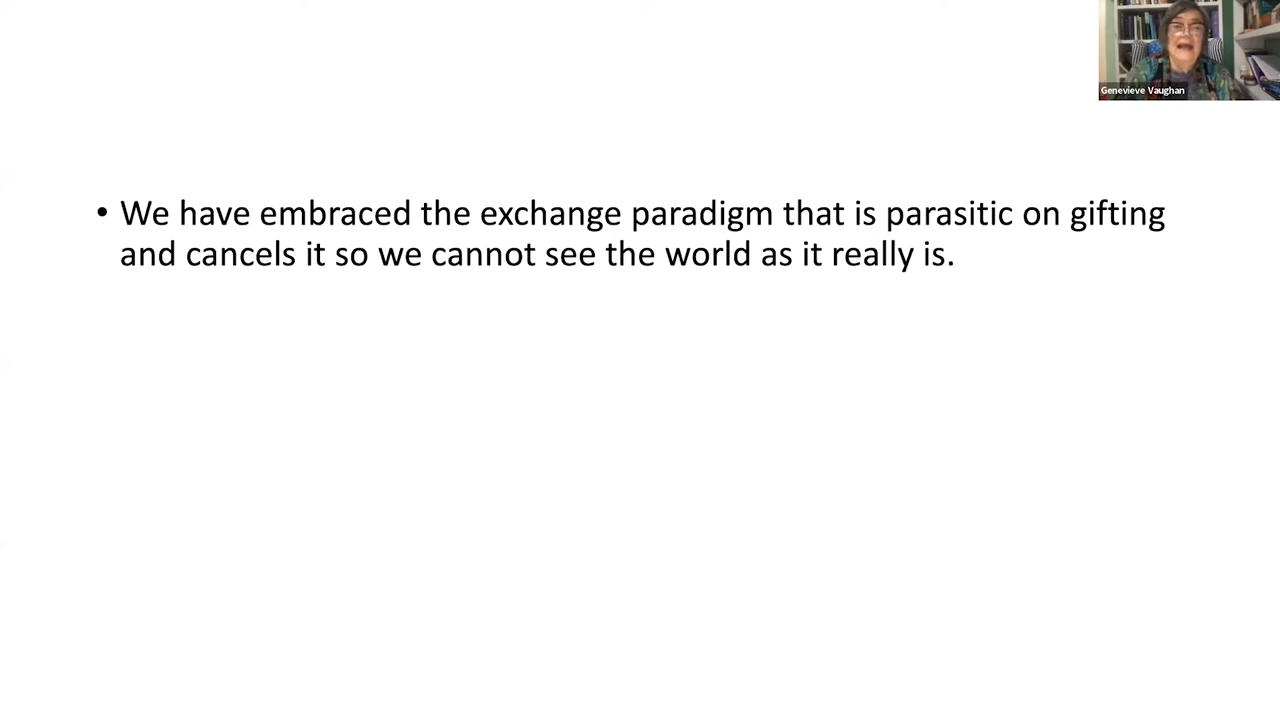 Genevieve Vaughan
• We have embraced the exchange paradigm that is parasitic on gifting
and cancels it so we cannot see the world as it really is.